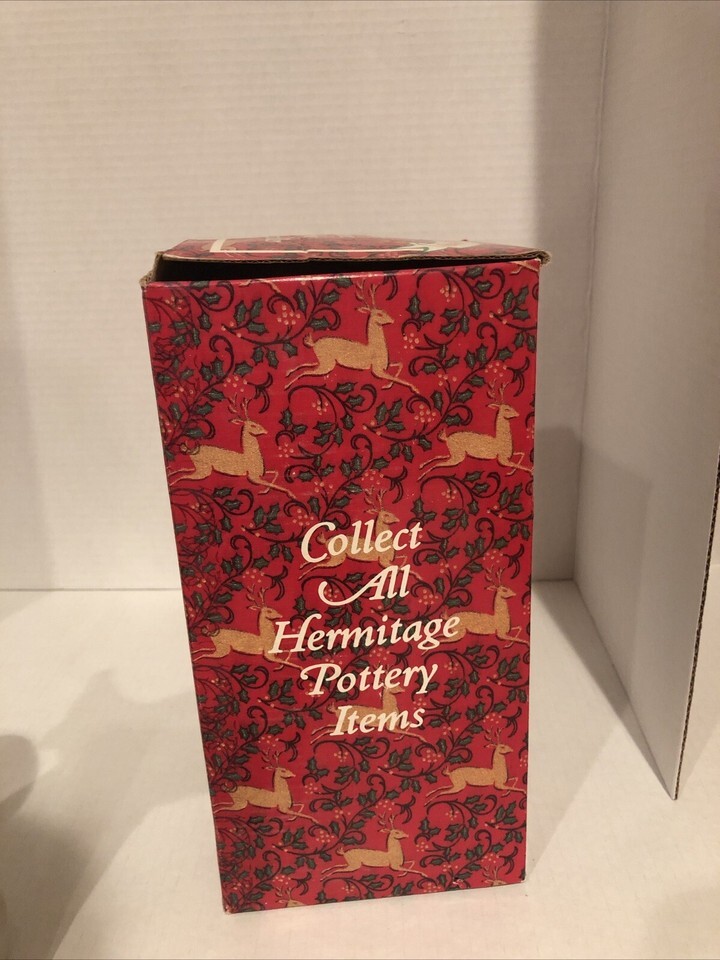 Collect
All
Hermitage
Pottery
Items